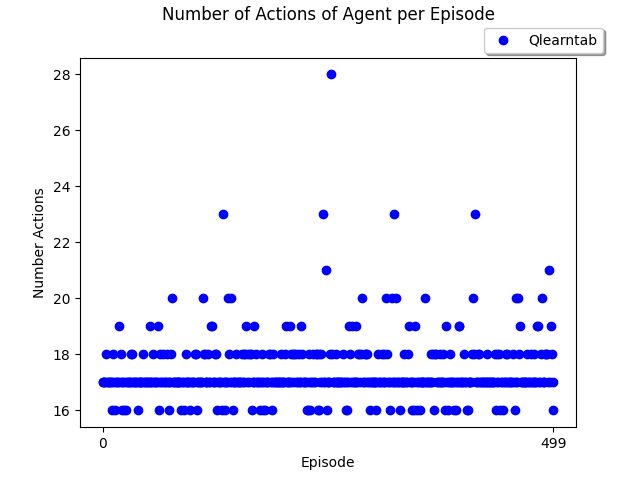 Number of Actions of Agent per Episode
Qlearntab
28
26
24
22
20
18
16
Number Actions
0
499
Episode